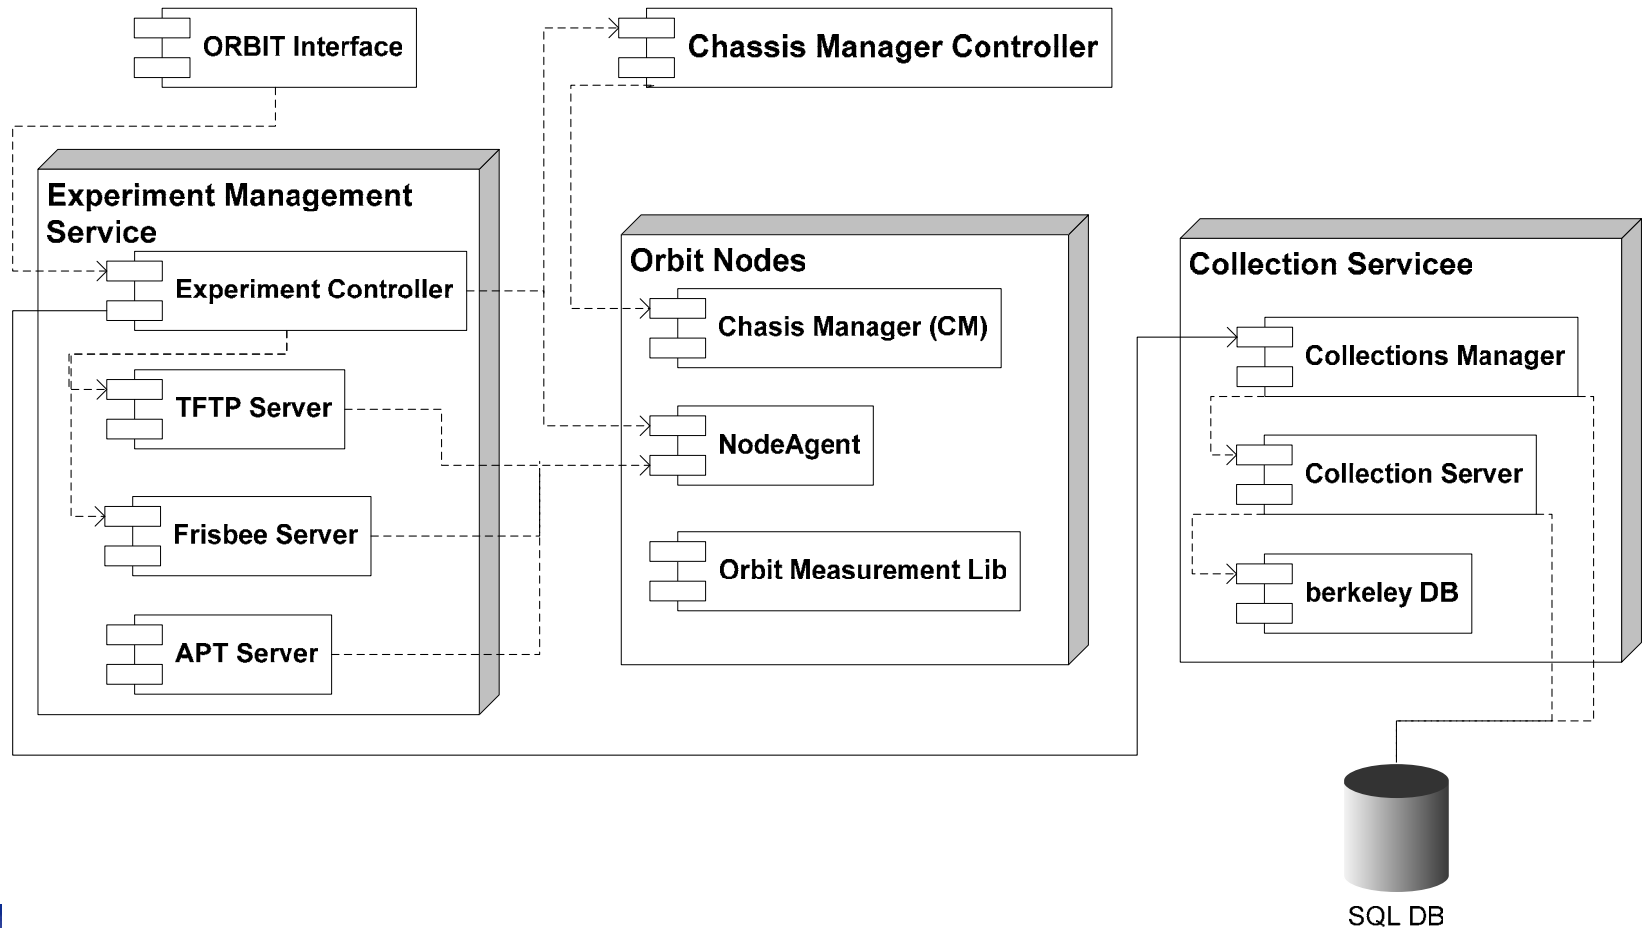 ORBIT Interface
Chassis Manager Controller
Experiment Management
Service
Experiment Controller
TFTP Server
Frisbee Server
APT Server
Orbit Nodes
Chasis Manager (CM)
NodeAgent
Orbit Measurement Lib
Collection Servicee
Collections Manager
Collection Server
berkeley DB
SQL DB